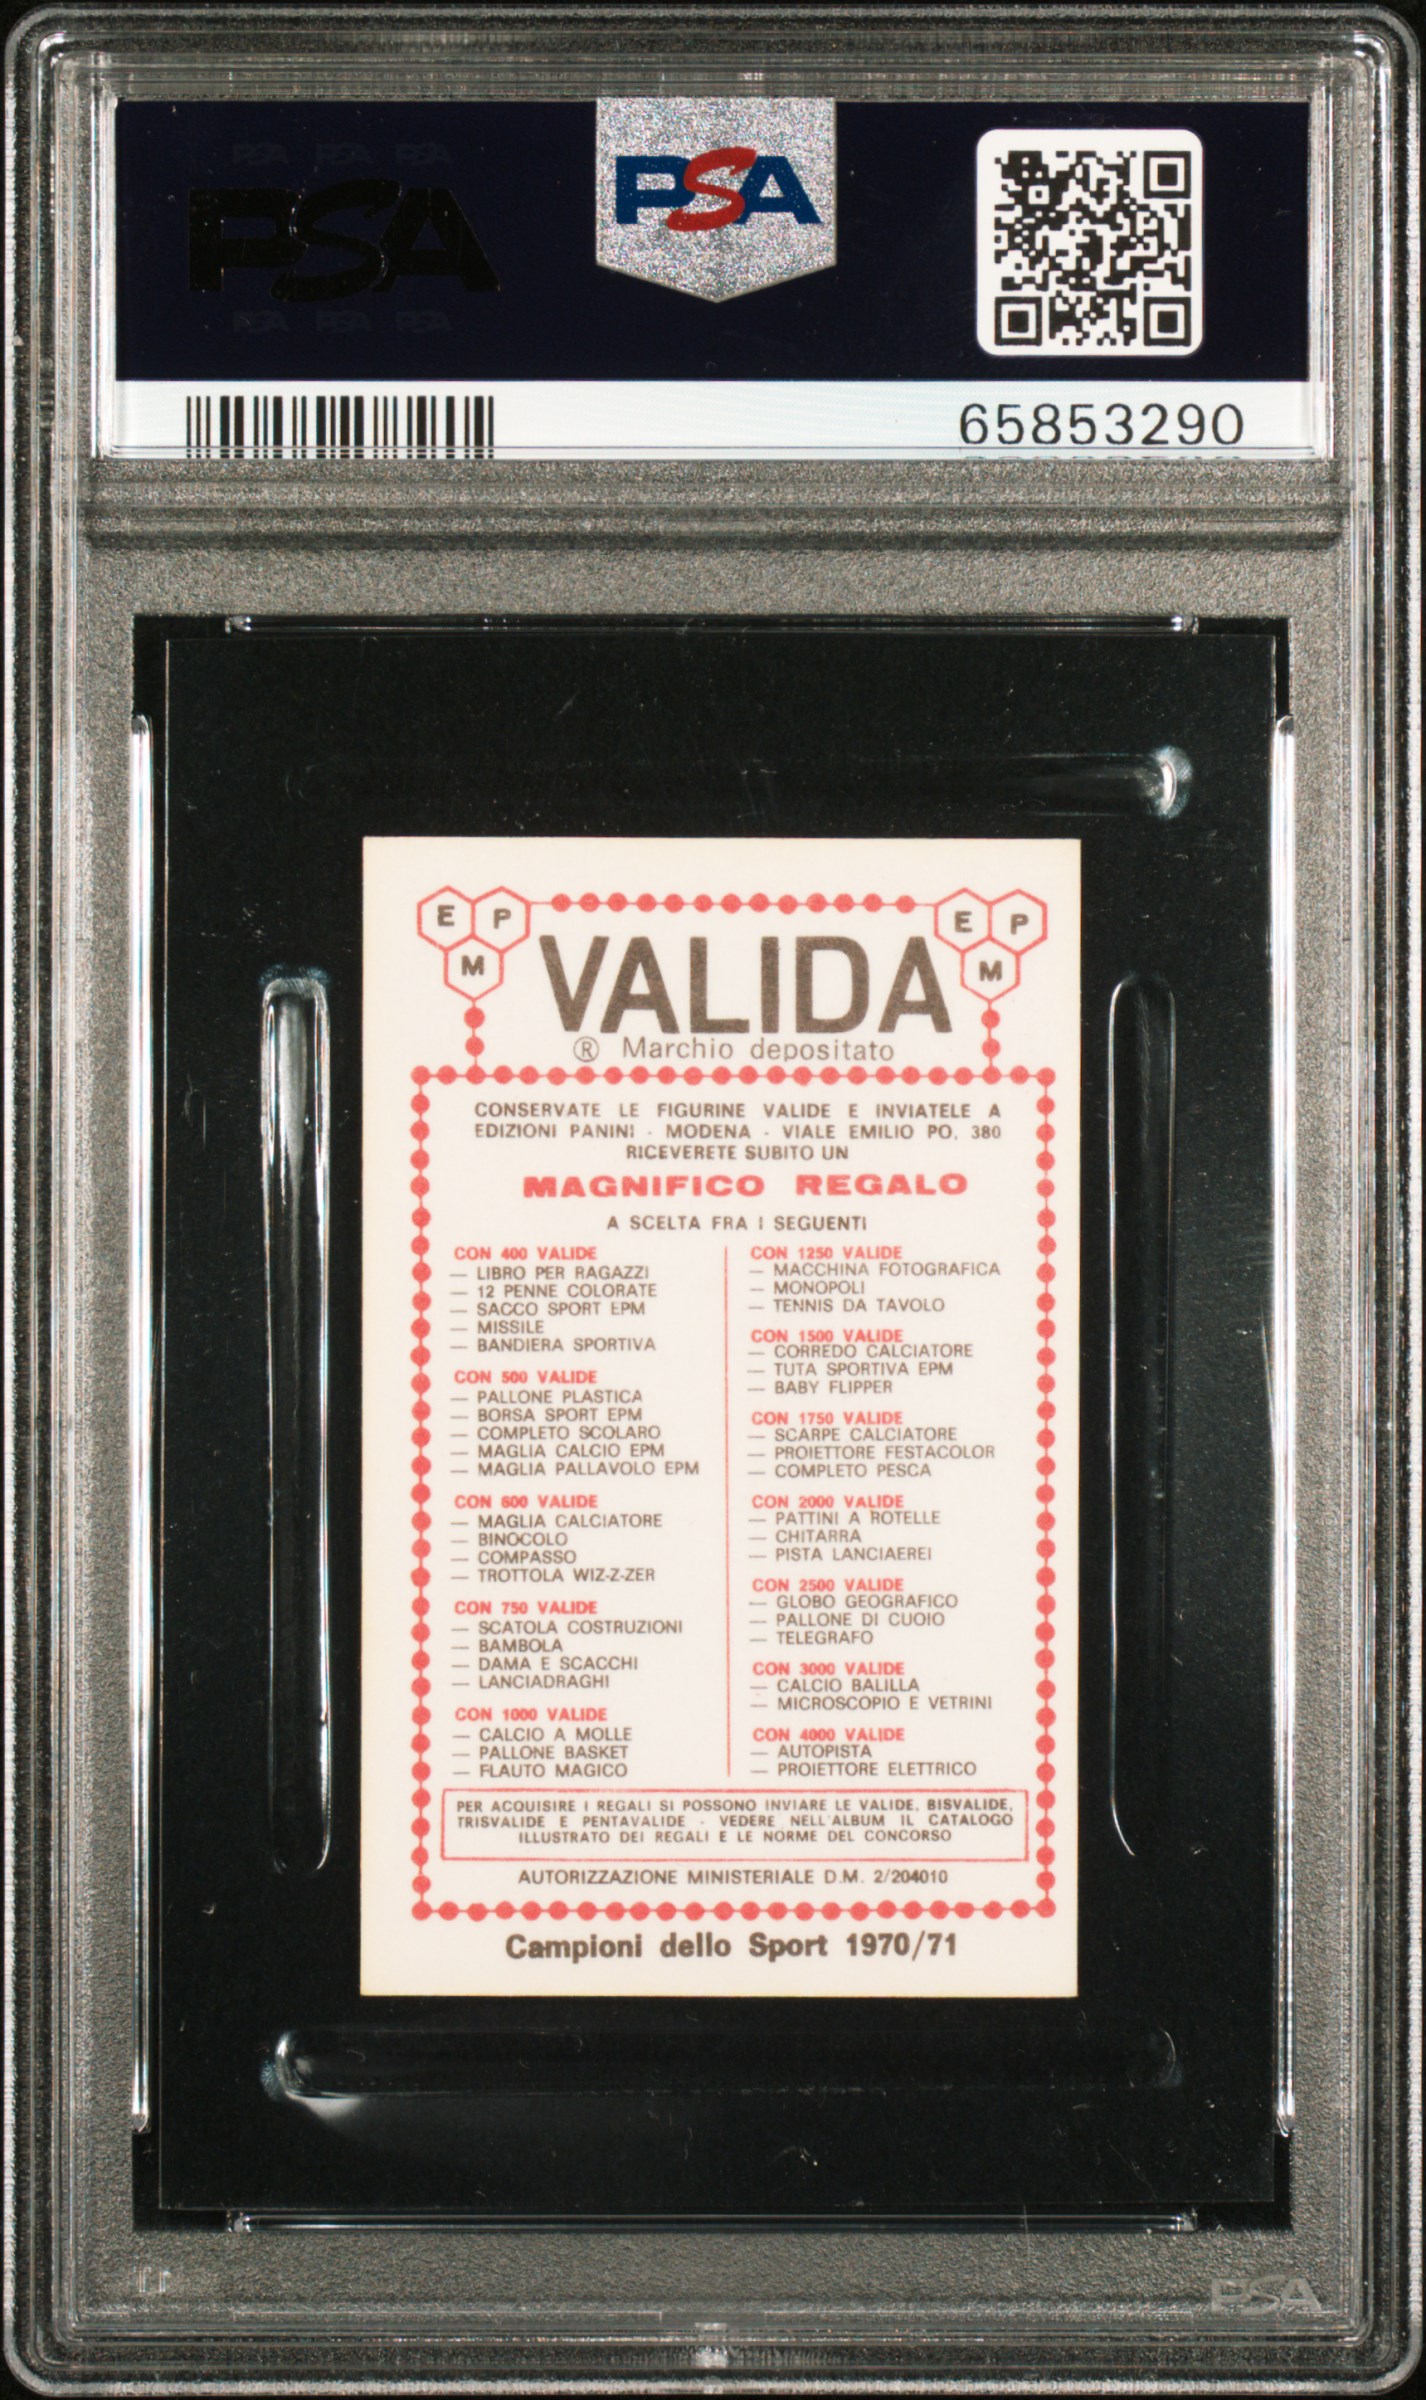 PSA PSA PSA
PSA
PSA PSA PSA
PSA
65853290
E P M
E P M
VALIDA
® Marchio depositato
CONSERVATE LE FIGURINE VALIDE E INVIATELE A
EDIZIONI PANINI - MODENA - VIALE EMILIO PO, 380
RICEVERETE SUBITO UN
MAGNIFICO REGALO
A SCELTA FRA I SEGUENTI
CON 400 VALIDE
— LIBRO PER RAGAZZI
— 12 PENNE COLORATE
— SACCO SPORT EPM
— MISSILE
— BANDIERA SPORTIVA
CON 500 VALIDE
— PALLONE PLASTICA
— BORSA SPORT EPM
— COMPLETO SCOLARO
— MAGLIA CALCIO EPM
— MAGLIA PALLAVOLO EPM
CON 600 VALIDE
— MAGLIA CALCIATORE
— BINOCOLO
— COMPASSO
— TROTTOLA WIZ-Z-ZER
CON 750 VALIDE
— SCATOLA COSTRUZIONI
— BAMBOLA
— DAMA E SCACCHI
— LANCIADRAGHI
CON 1000 VALIDE
— CALCIO A MOLLE
— PALLONE BASKET
— FLAUTO MAGICO
CON 1250 VALIDE
— MACCHINA FOTOGRAFICA
— MONOPOLI
— TENNIS DA TAVOLO
CON 1500 VALIDE
— CORREDO CALCIATORE
— TUTA SPORTIVA EPM
— BABY FLIPPER
CON 1750 VALIDE
— SCARPE CALCIATORE
— PROIETTORE FESTACOLOR
— COMPLETO PESCA
CON 2000 VALIDE
— PATTINI A ROTELLE
— CHITARRA
— PISTA LANCIAEREI
CON 2500 VALIDE
— GLOBO GEOGRAFICO
— PALLONE DI CUOIO
— TELEGRAFO
CON 3000 VALIDE
— CALCIO BALILLA
— MICROSCOPIO E VETRINI
CON 4000 VALIDE
— AUTOPISTA
— PROIETTORE ELETTRICO
PER ACQUISIRE I REGALI SI POSSONO INVIARE LE VALIDE, BISVALIDE,
TRISVALIDE E PENTAVALIDE - VEDERE NELL'ALBUM IL CATALOGO
ILLUSTRATO DEI REGALI E LE NORME DEL CONCORSO
AUTORIZZAZIONE MINISTERIALE D.M. 2/204010
Campioni dello Sport 1970/71
PSA